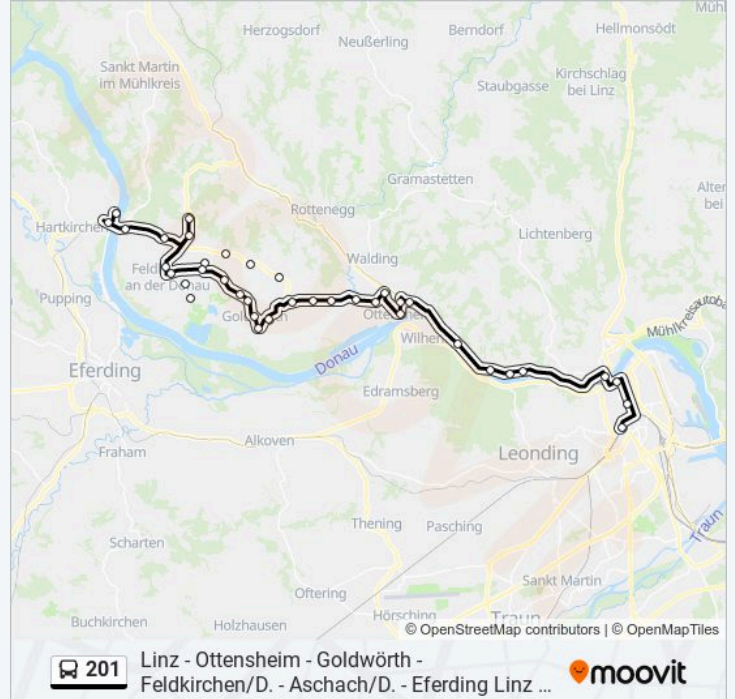 Mühl
Herzogsdorf
Berndorf
Hellmonsödt
Neußerling
Sankt Martin
im Mühlkreis
Kirchschlag
bei Linz
Staubgasse
Gramastetten
Alten
bei
Rottenegg
Hartkirchen
Lichtenberg
Walding
Feldkirchen
an der Donau
Pupping
Mühlkreisautobahn
Goldwörth
Ottensheim
Wilhering
Donau
Eferding
Edramsberg
Alkoven
Fraham
Leonding
Traun
Thening
Pasching
Scharten
Sankt Martin
Oftering
Hörsching
Buchkirchen
Holzhausen
Traun
© OpenStreetMap contributors | © OpenMapTiles
201
Linz - Ottensheim - Goldwörth -
Feldkirchen/D. - Aschach/D. - Eferding Linz ...
moovit